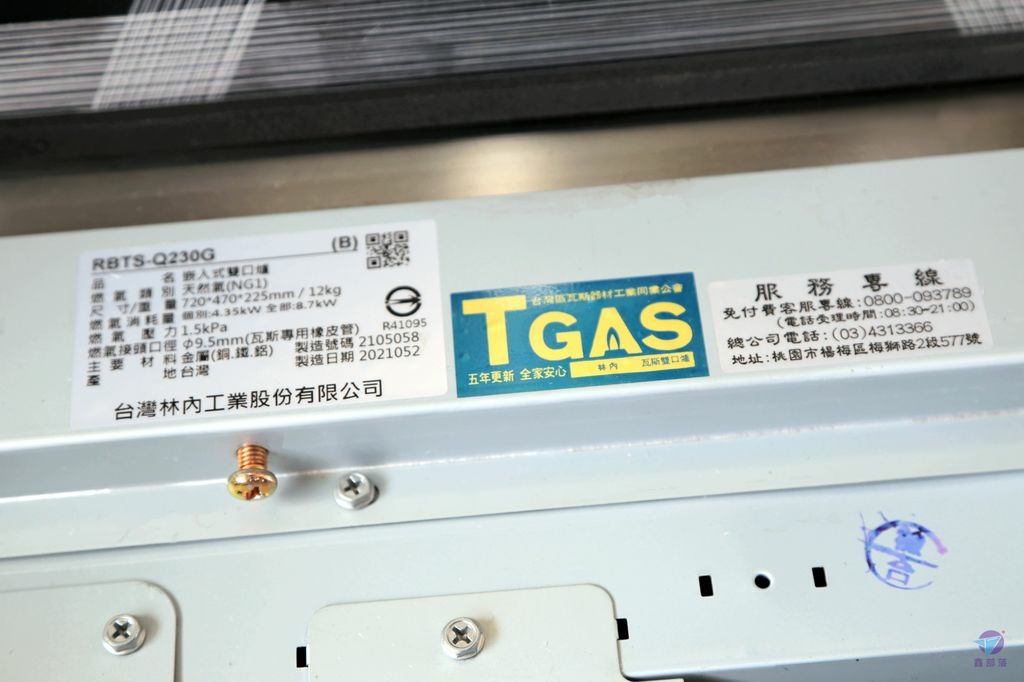 RBTS-Q230G (B)
品名 嵌入式雙口爐
燃氣類別 天然氣(NG1)
尺寸/重量 720*470*225mm / 12kg
燃氣消耗量 個別:4.35kW 全部:8.7kW
燃氣壓力 1.5kPa
R41095
燃氣接頭口徑 Φ9.5mm(瓦斯專用橡皮管) 製造號碼 2105058
主要材料 金屬(銅.鐵.鋁) 製造日期 2021052
產地 台灣
台灣林內工業股份有限公司
台灣區瓦斯器材工業同業公會
TGAS
五年更新 全家安心 林內 瓦斯雙口爐
服務專線
免付費客服專線:0800-093789
(電話受理時間:08:30~21:00)
總公司電話:(03)4313366
地址:桃園市楊梅區梅獅路2段577號
鑫部落